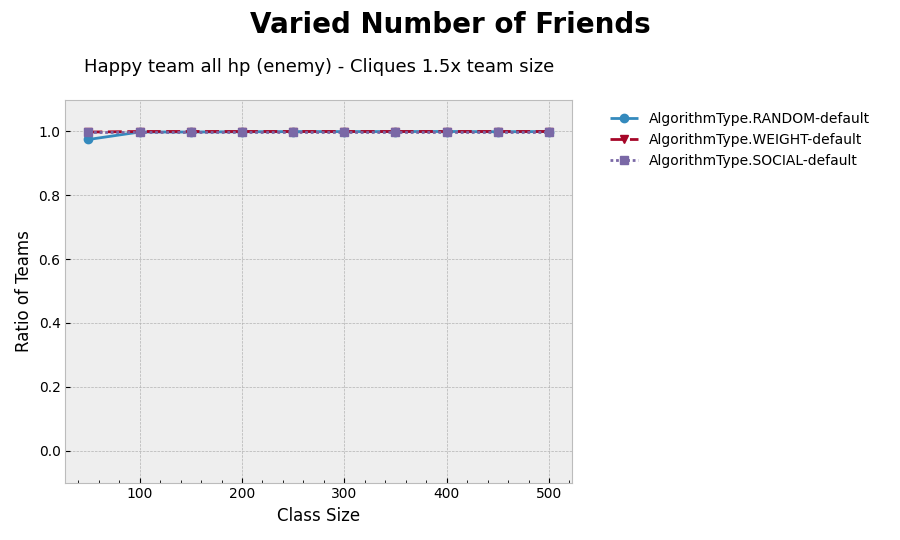 Varied Number of Friends
Happy team all hp (enemy) - Cliques 1.5x team size
AlgorithmType.RANDOM-default
AlgorithmType.WEIGHT-default
AlgorithmType.SOCIAL-default
Ratio of Teams
1.0
0.8
0.6
0.4
0.2
0.0
100 200 300 400 500
Class Size